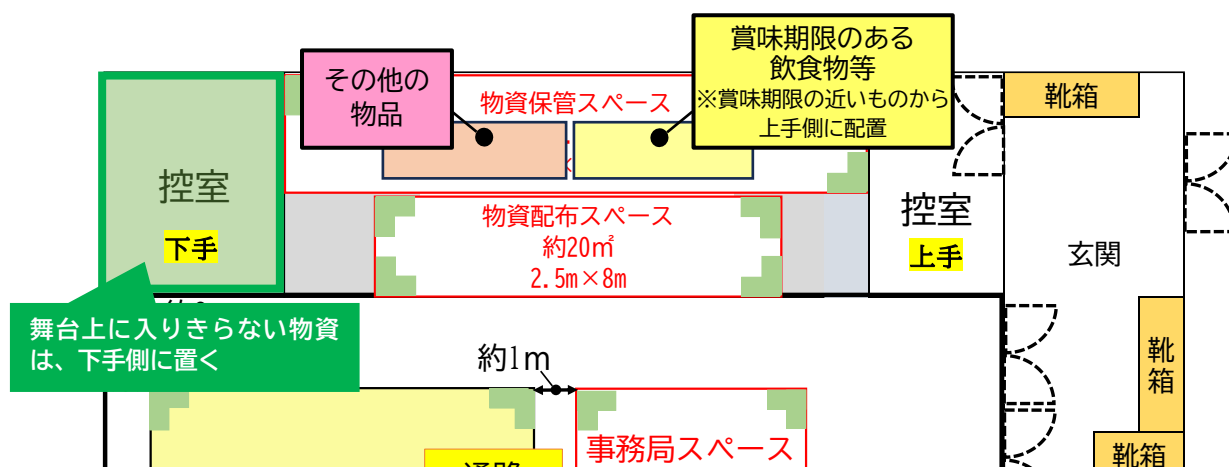 その他の
物品
賞味期限のある
飲食物等
※賞味期限の近いものから
上手側に配置
物資保管スペース
靴箱
控室
下手
物資配布スペース
約20㎡
2.5m×8m
控室
上手
玄関
舞台上に入りきらない物資
は、下手側に置く
約1m
靴箱
事務局スペース
靴箱